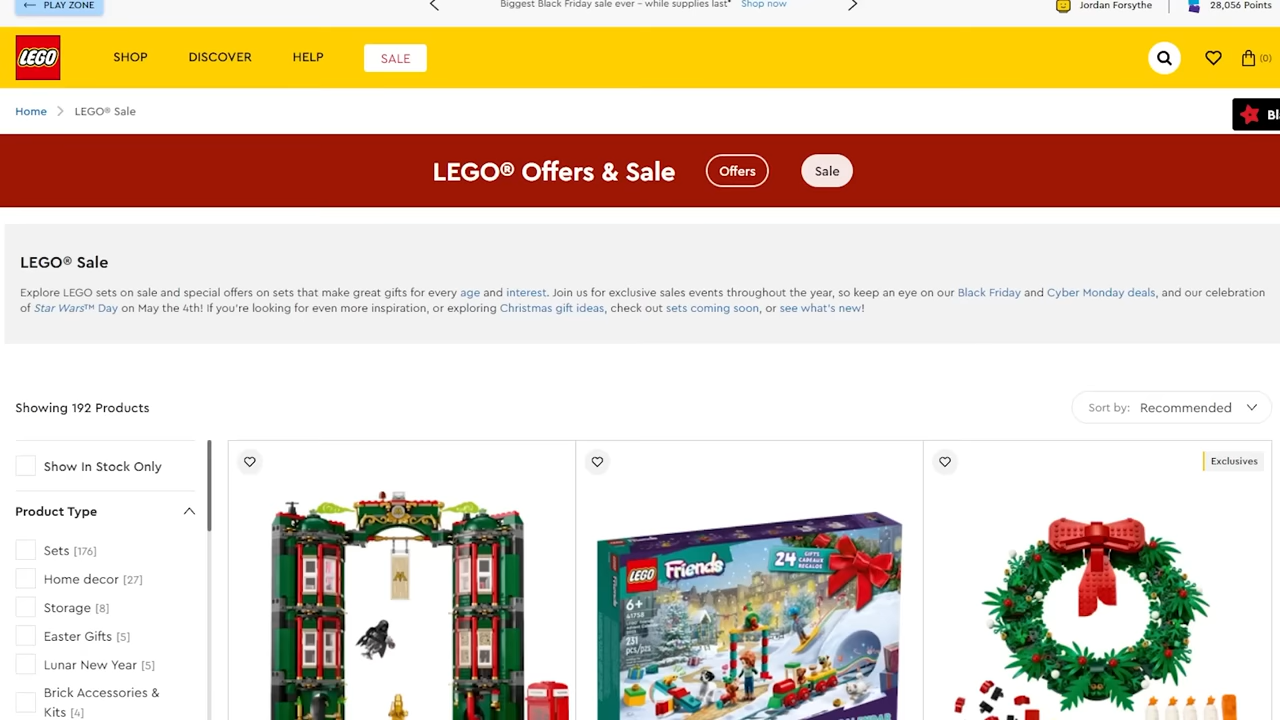 PLAY ZONE
Biggest Black Friday sale ever – while supplies last* Shop now
Jordan Forsythe
28,056 Points
LEGO
SHOP
DISCOVER
HELP
SALE
(0)
Home
LEGO® Sale
LEGO® Offers & Sale
Offers
Sale
LEGO® Sale
Explore LEGO sets on sale and special offers on sets that make great gifts for every age and interest. Join us for exclusive sales events throughout the year, so keep an eye on our Black Friday and Cyber Monday deals, and our celebration
of Star Wars™ Day on May the 4th! If you're looking for even more inspiration, or exploring Christmas gift ideas, check out sets coming soon, or see what's new!
Showing 192 Products
Sort by: Recommended
Show In Stock Only
Product Type
Sets [176]
Home decor [27]
Storage [8]
Easter Gifts [5]
Lunar New Year [5]
Brick Accessories &
Kits [4]
Exclusives
LEGO Friends
24 GIFTS
CADEAUX
REGALOS
6+
41758
231
pcs/pzs